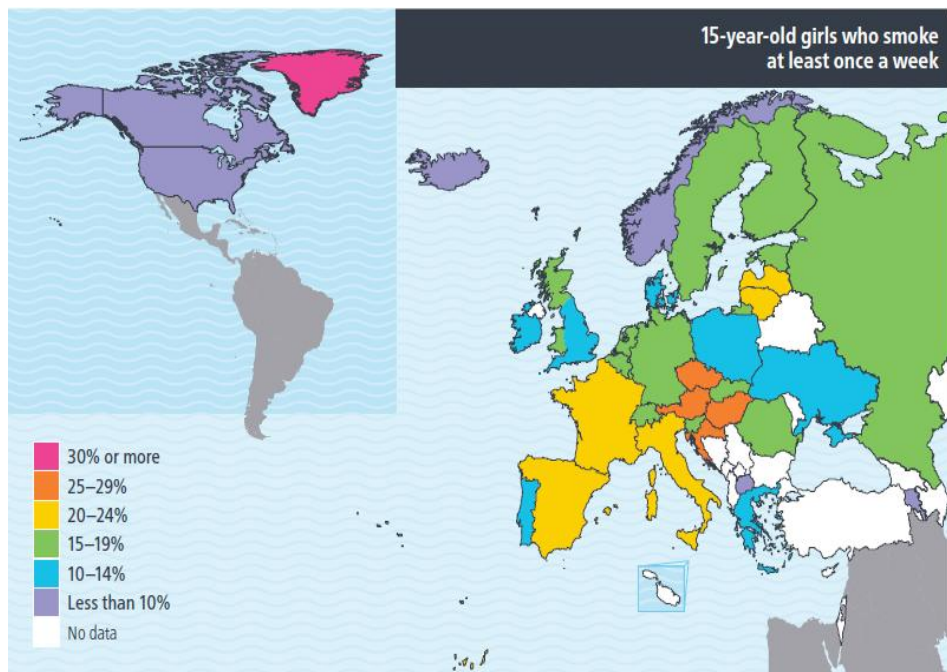 15-year-old girls who smoke
at least once a week
30% or more
25–29%
20–24%
15–19%
10–14%
Less than 10%
No data